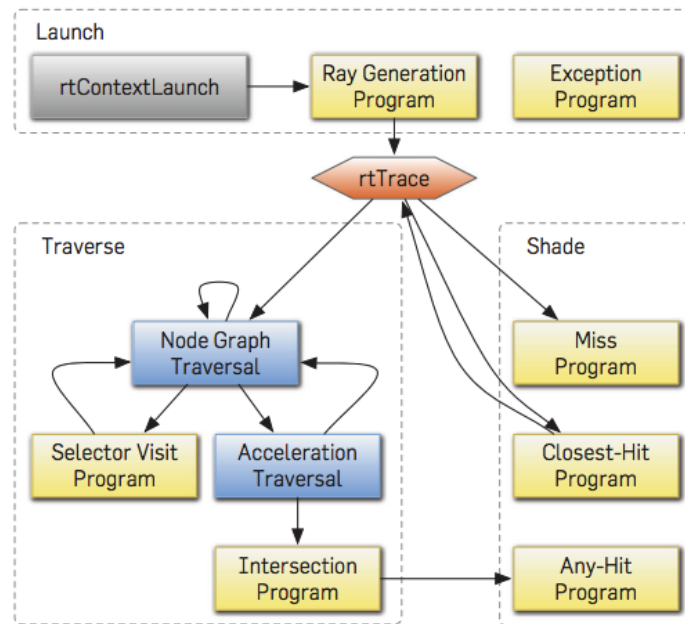 Launch
rtContextLaunch
Ray Generation
Program
Exception
Program
rtTrace
Traverse
Shade
Node Graph
Traversal
Miss
Program
Selector Visit
Program
Acceleration
Traversal
Closest-Hit
Program
Intersection
Program
Any-Hit
Program